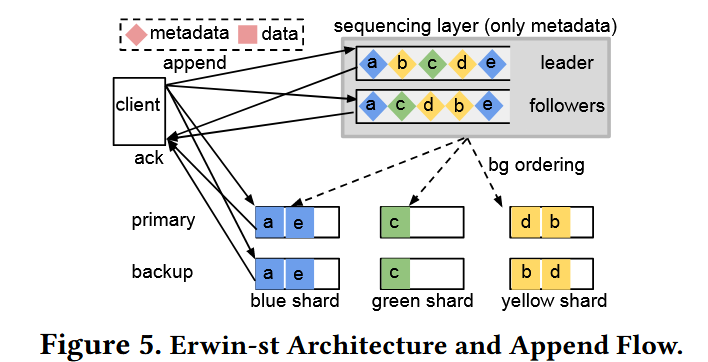 metadata data
sequencing layer (only metadata)
append
a b c d e leader
client
a c d b e followers
ack
bg ordering
primary a e c d b
backup a e c b d
blue shard green shard yellow shard
Figure 5. Erwin-st Architecture and Append Flow.